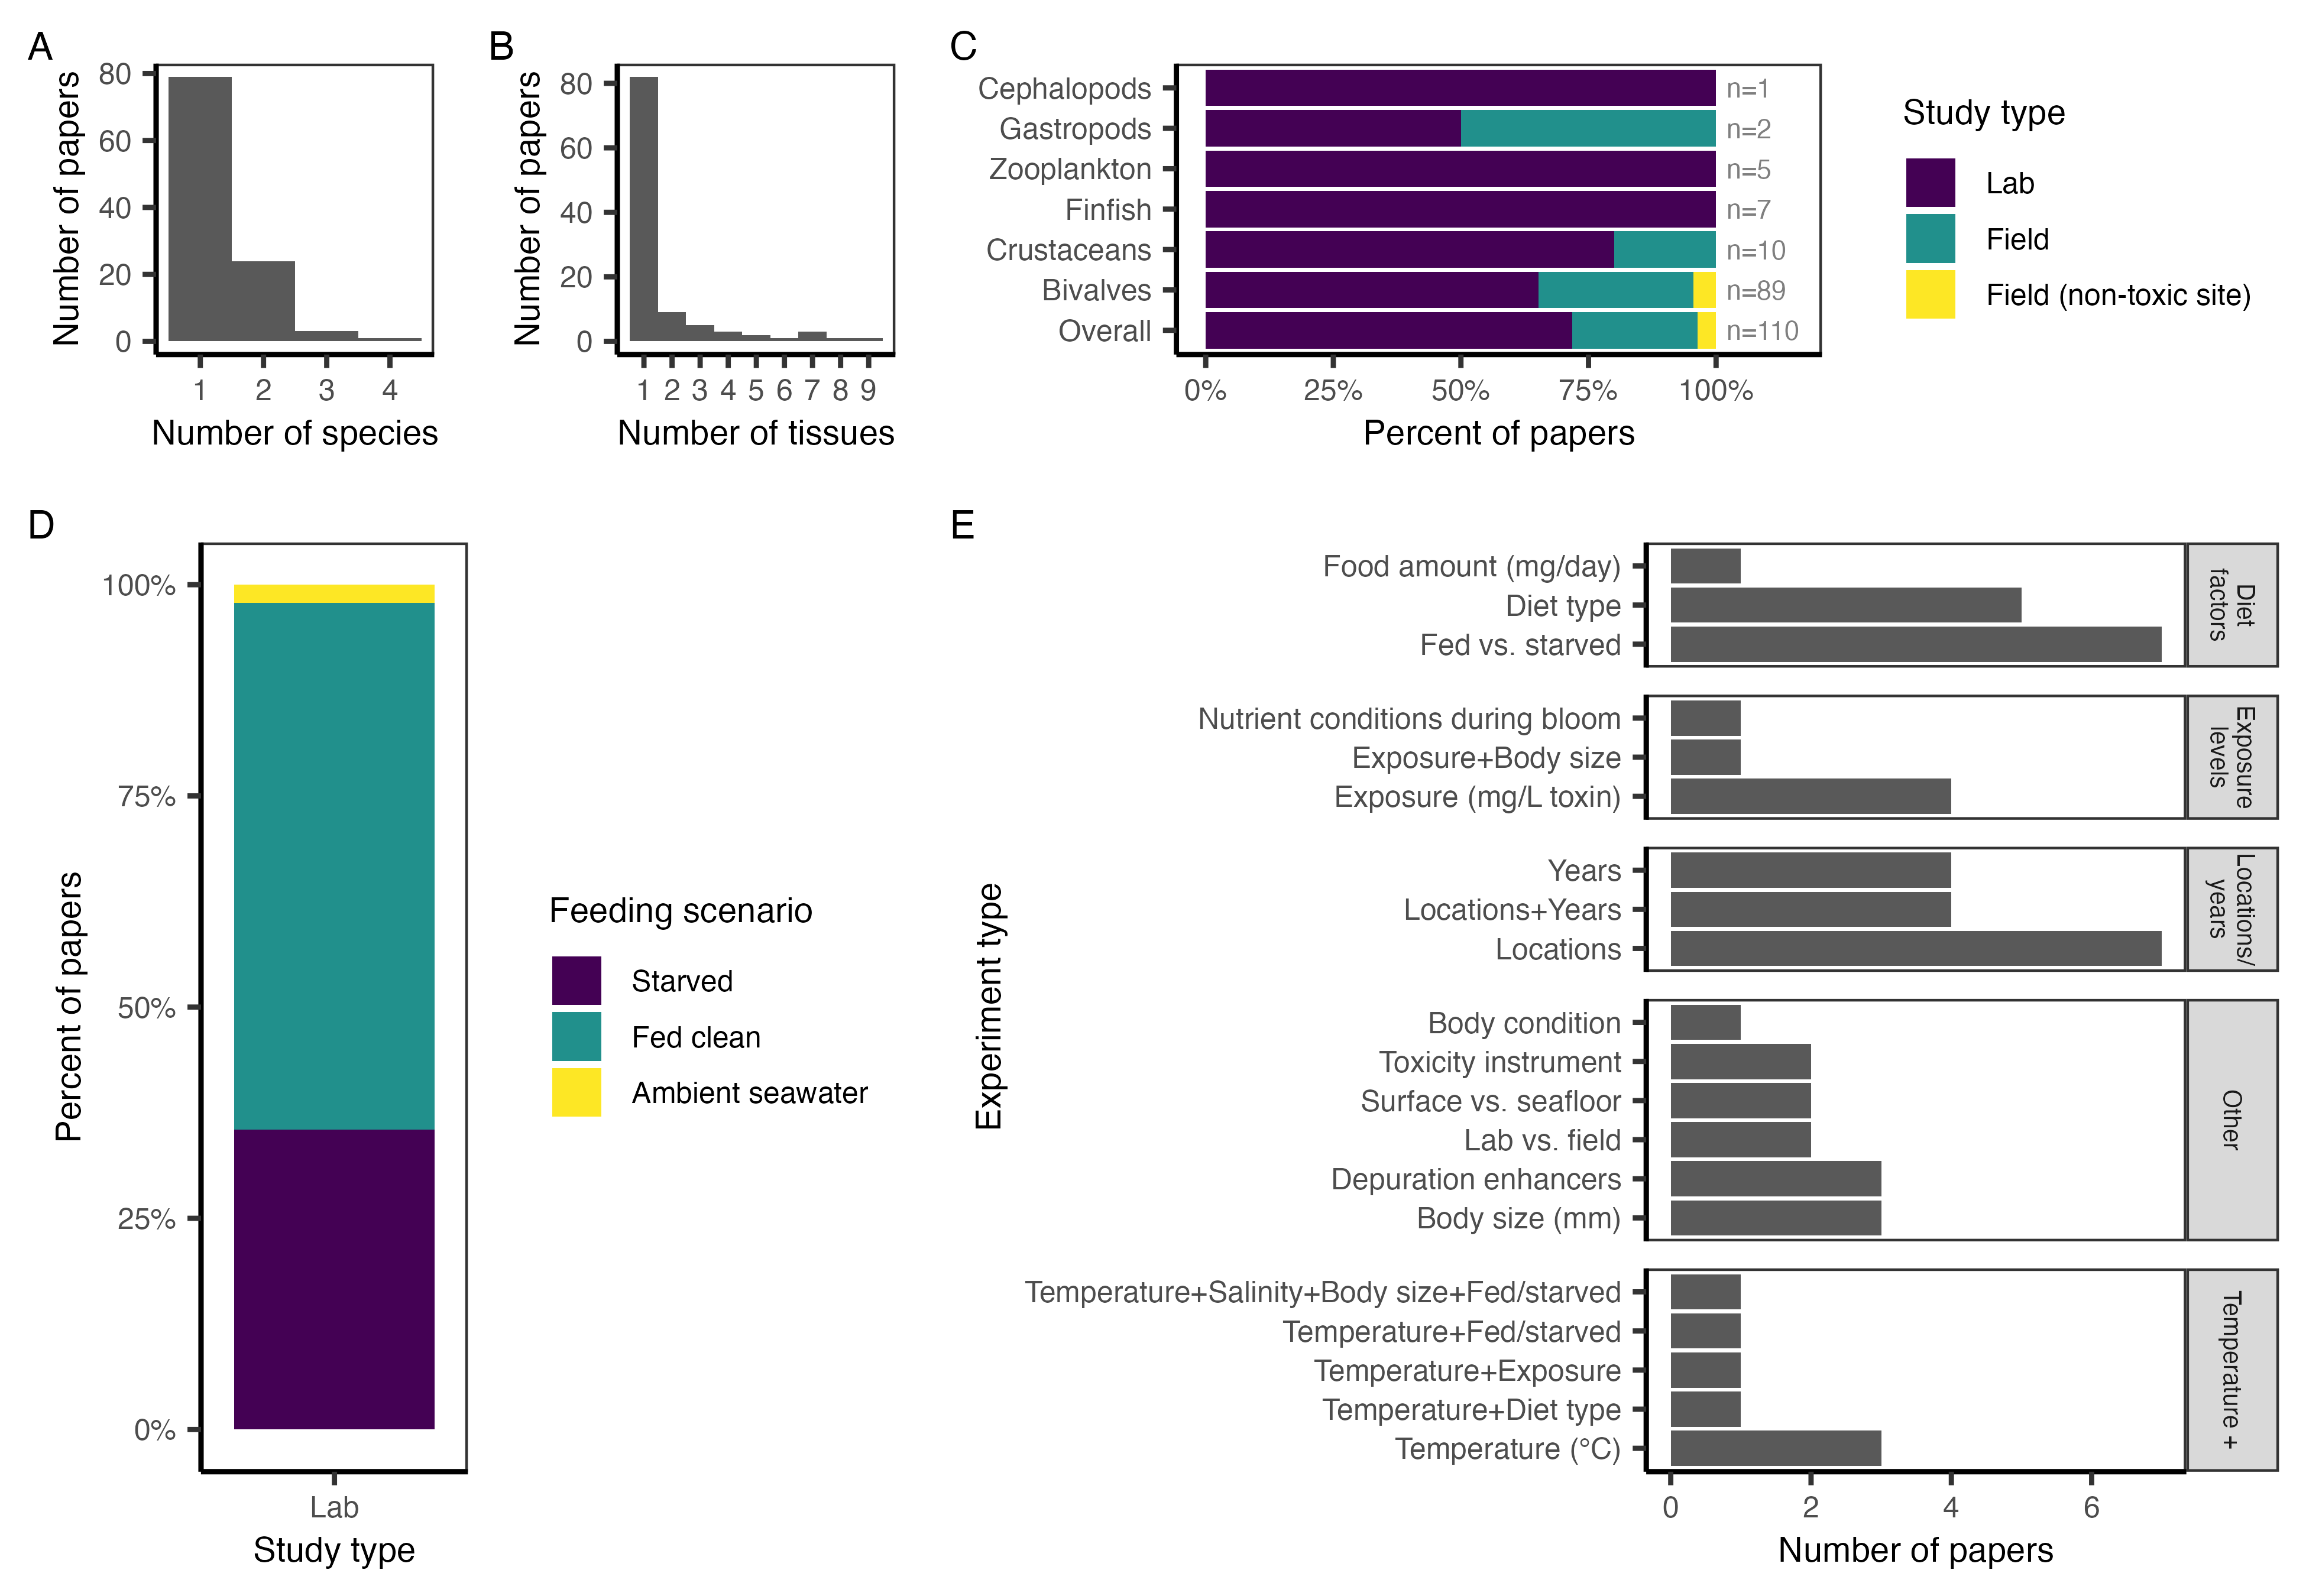 A
Number of papers
80
60
40
20
0
1 2 3 4
Number of species
B
Number of papers
80
60
40
20
0
1 2 3 4 5 6 7 8 9
Number of tissues
C
Cephalopods
Gastropods
Zooplankton
Finfish
Crustaceans
Bivalves
Overall
n=1
n=2
n=5
n=7
n=10
n=89
n=110
0% 25% 50% 75% 100%
Percent of papers
Study type
Lab
Field
Field (non-toxic site)
D
Percent of papers
100%
75%
50%
25%
0%
Lab
Study type
Feeding scenario
Starved
Fed clean
Ambient seawater
E
Experiment type
Food amount (mg/day)
Diet type
Fed vs. starved
Diet
factors
Nutrient conditions during bloom
Exposure+Body size
Exposure (mg/L toxin)
Exposure
levels
Years
Locations+Years
Locations
Locations/
years
Body condition
Toxicity instrument
Surface vs. seafloor
Lab vs. field
Depuration enhancers
Body size (mm)
Other
Temperature+Salinity+Body size+Fed/starved
Temperature+Fed/starved
Temperature+Exposure
Temperature+Diet type
Temperature (°C)
Temperature +
0 2 4 6
Number of papers